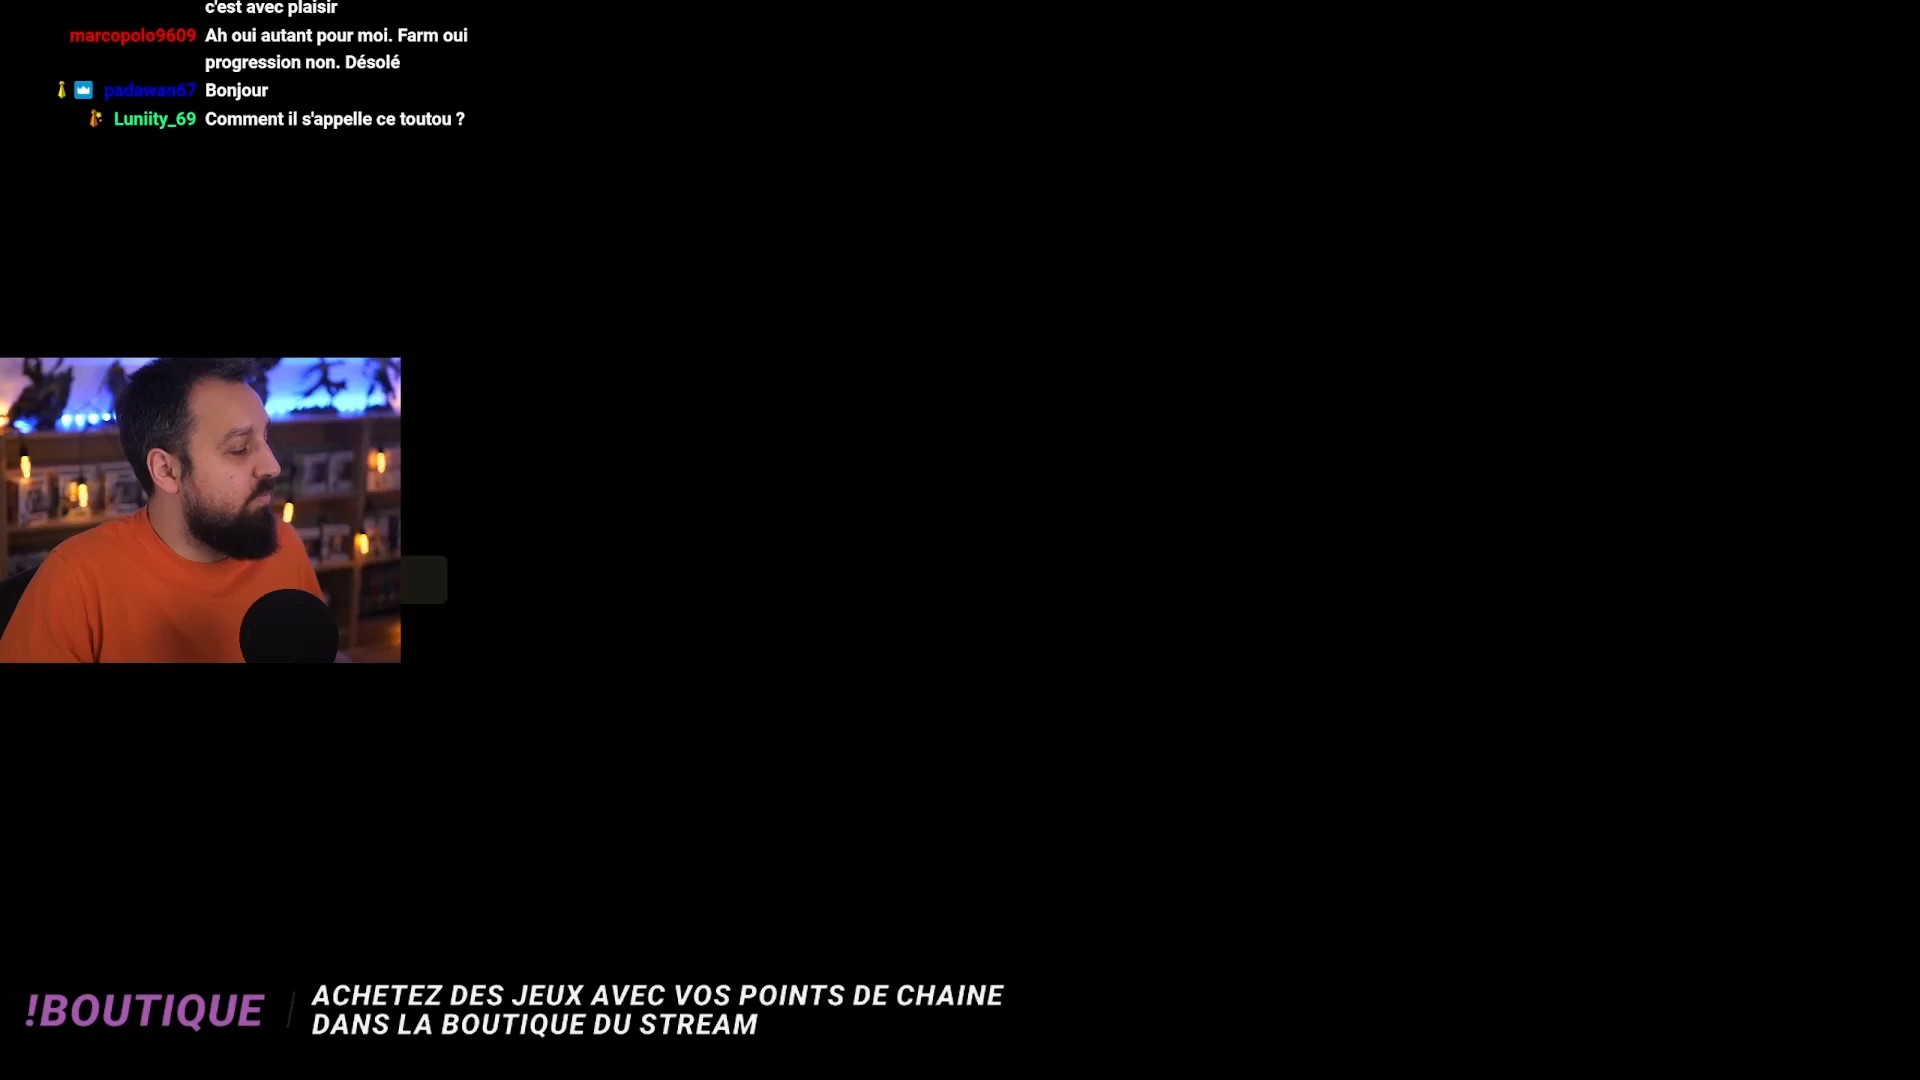 c'est avec plaisir
marcopolo9609 Ah oui autant pour moi. Farm oui
progression non. Désolé
padawan67 Bonjour
Luniity_69 Comment il s'appelle ce toutou ?
!BOUTIQUE
ACHETEZ DES JEUX AVEC VOS POINTS DE CHAINE
DANS LA BOUTIQUE DU STREAM